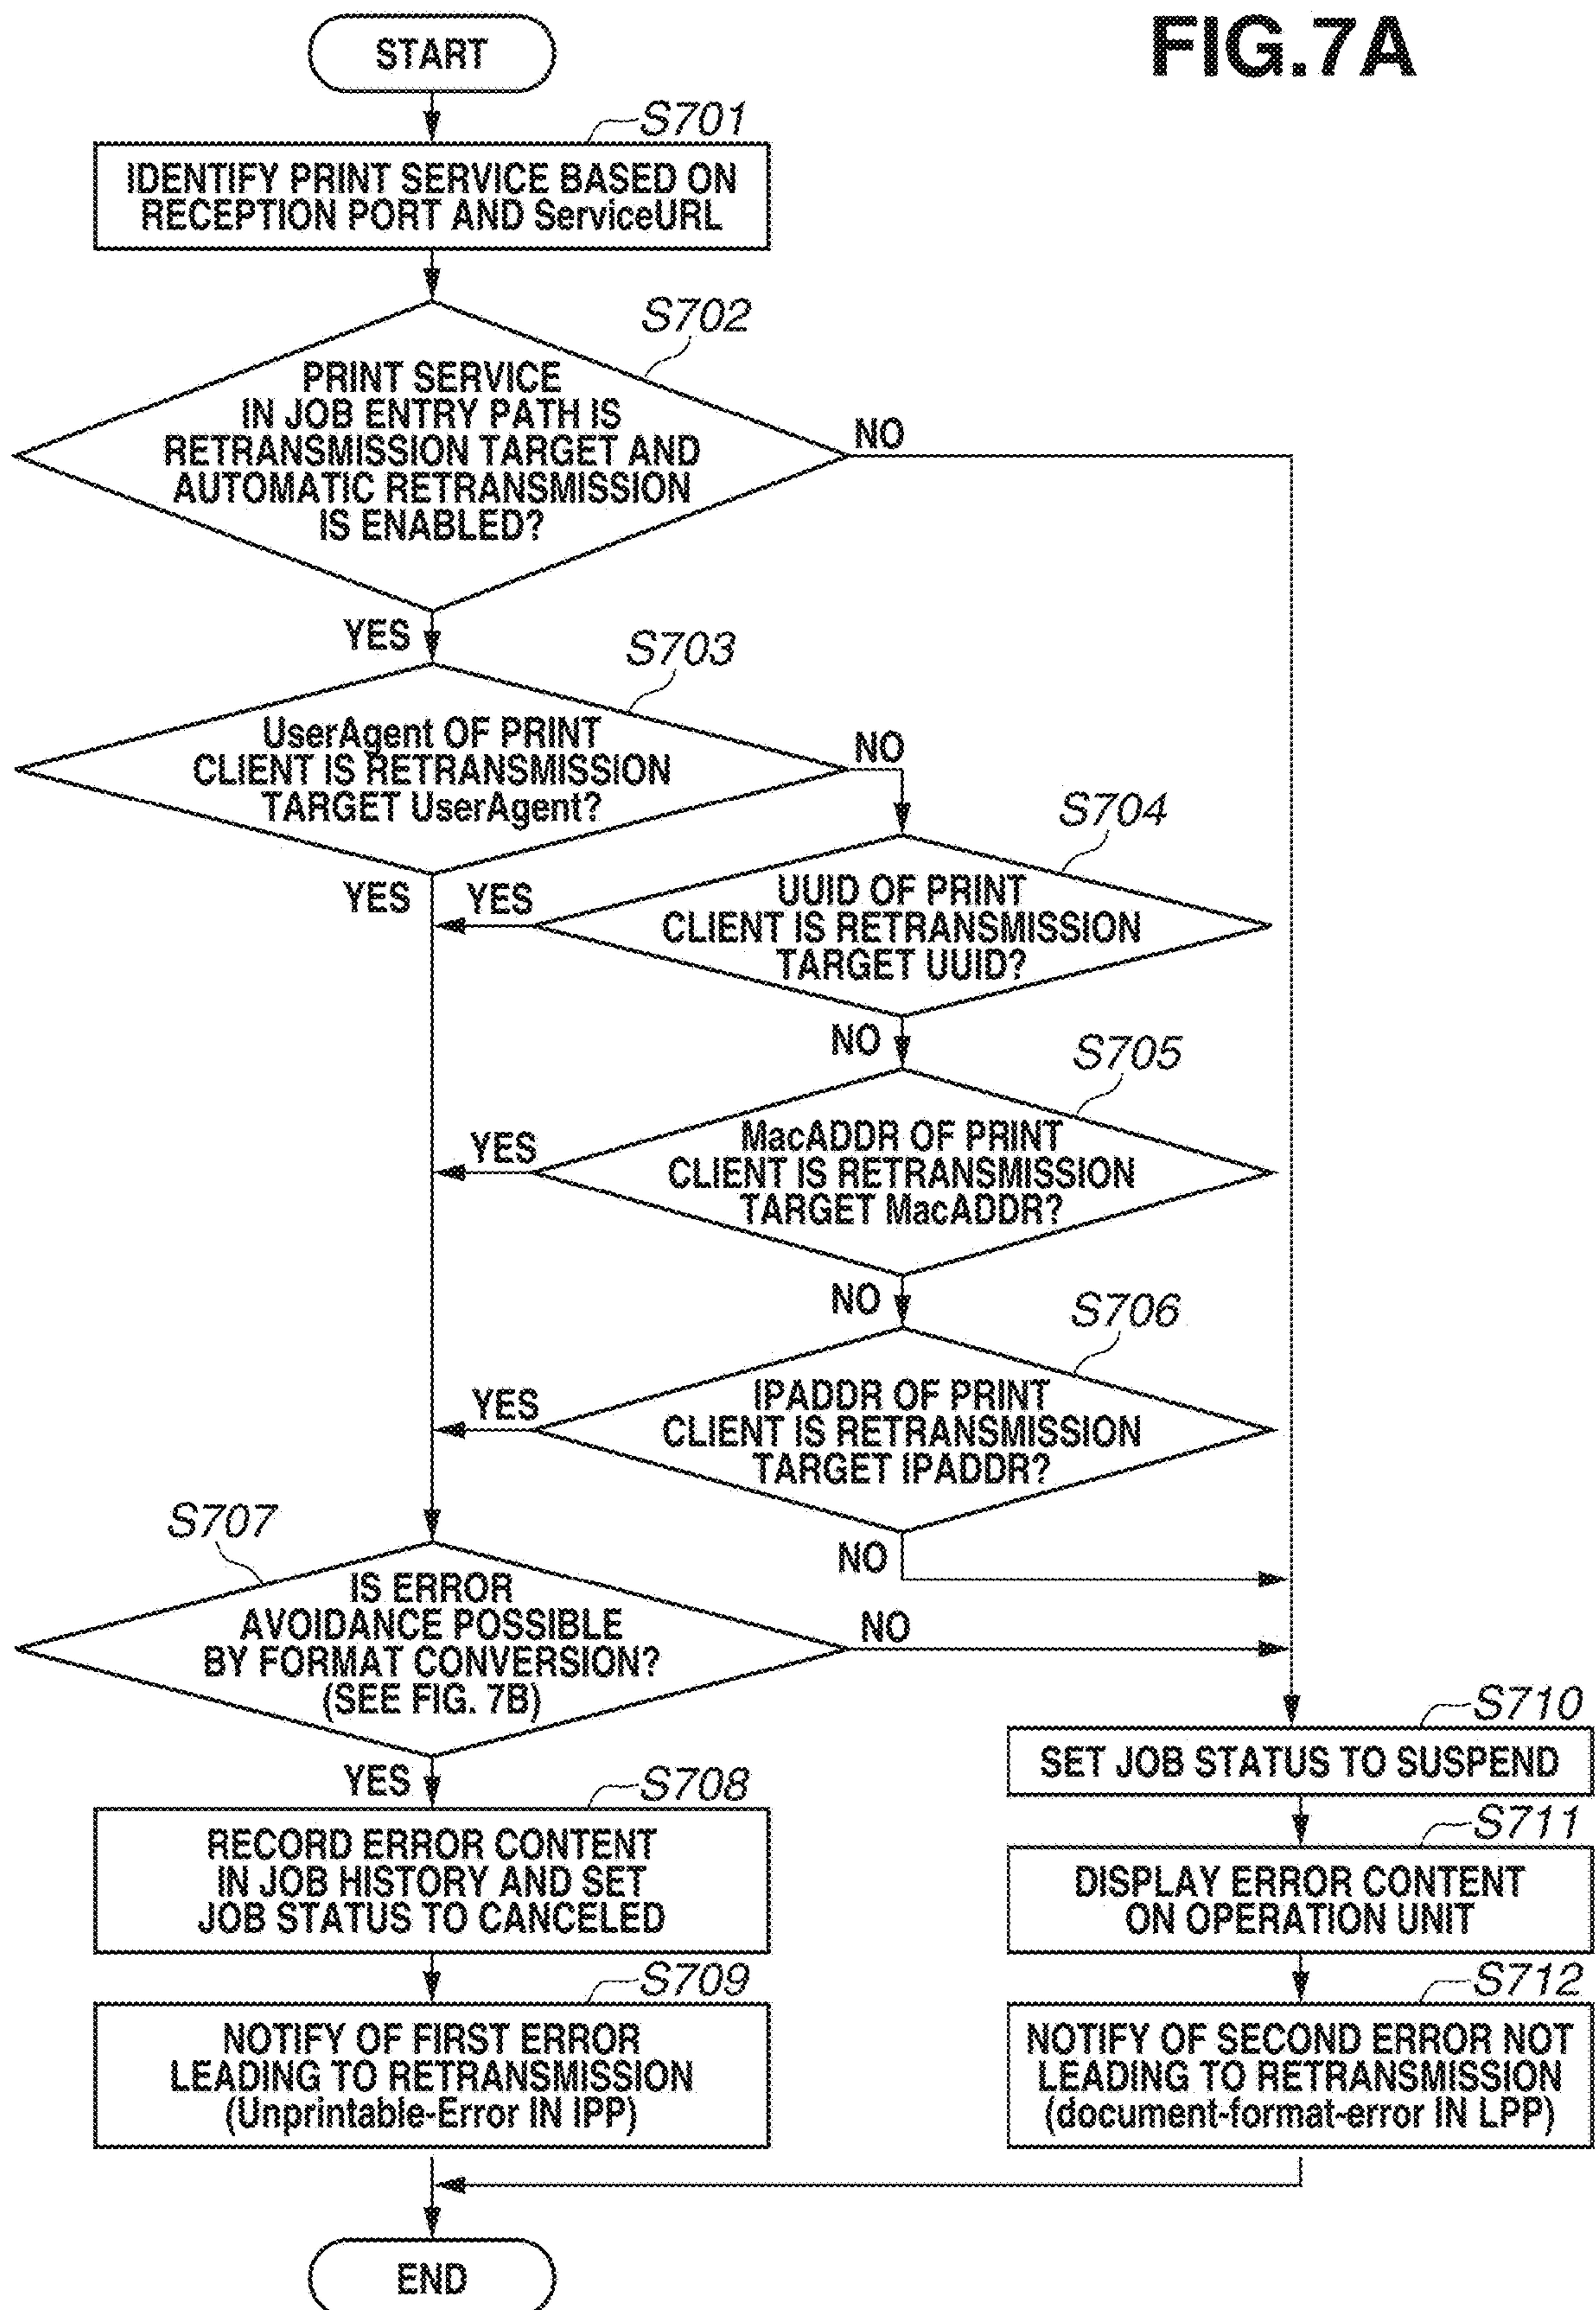 FIG.7A
START
S701
IDENTIFY PRINT SERVICE BASED ON
RECEPTION PORT AND ServiceURL
S702
PRINT SERVICE
IN JOB ENTRY PATH IS
RETRANSMISSION TARGET AND
AUTOMATIC RETRANSMISSION
IS ENABLED?
NO
YES
S703
UserAgent OF PRINT
CLIENT IS RETRANSMISSION
TARGET UserAgent?
NO
YES
S704
UUID OF PRINT
CLIENT IS RETRANSMISSION
TARGET UUID?
YES
NO
S705
MacADDR OF PRINT
CLIENT IS RETRANSMISSION
TARGET MacADDR?
YES
NO
S706
IPADDR OF PRINT
CLIENT IS RETRANSMISSION
TARGET IPADDR?
YES
NO
S707
IS ERROR
AVOIDANCE POSSIBLE
BY FORMAT CONVERSION?
(SEE FIG. 7B)
NO
YES
S708
RECORD ERROR CONTENT
IN JOB HISTORY AND SET
JOB STATUS TO CANCELED
S709
NOTIFY OF FIRST ERROR
LEADING TO RETRANSMISSION
(Unprintable-Error IN IPP)
S710
SET JOB STATUS TO SUSPEND
S711
DISPLAY ERROR CONTENT
ON OPERATION UNIT
S712
NOTIFY OF SECOND ERROR NOT
LEADING TO RETRANSMISSION
(document-format-error IN LPP)
END